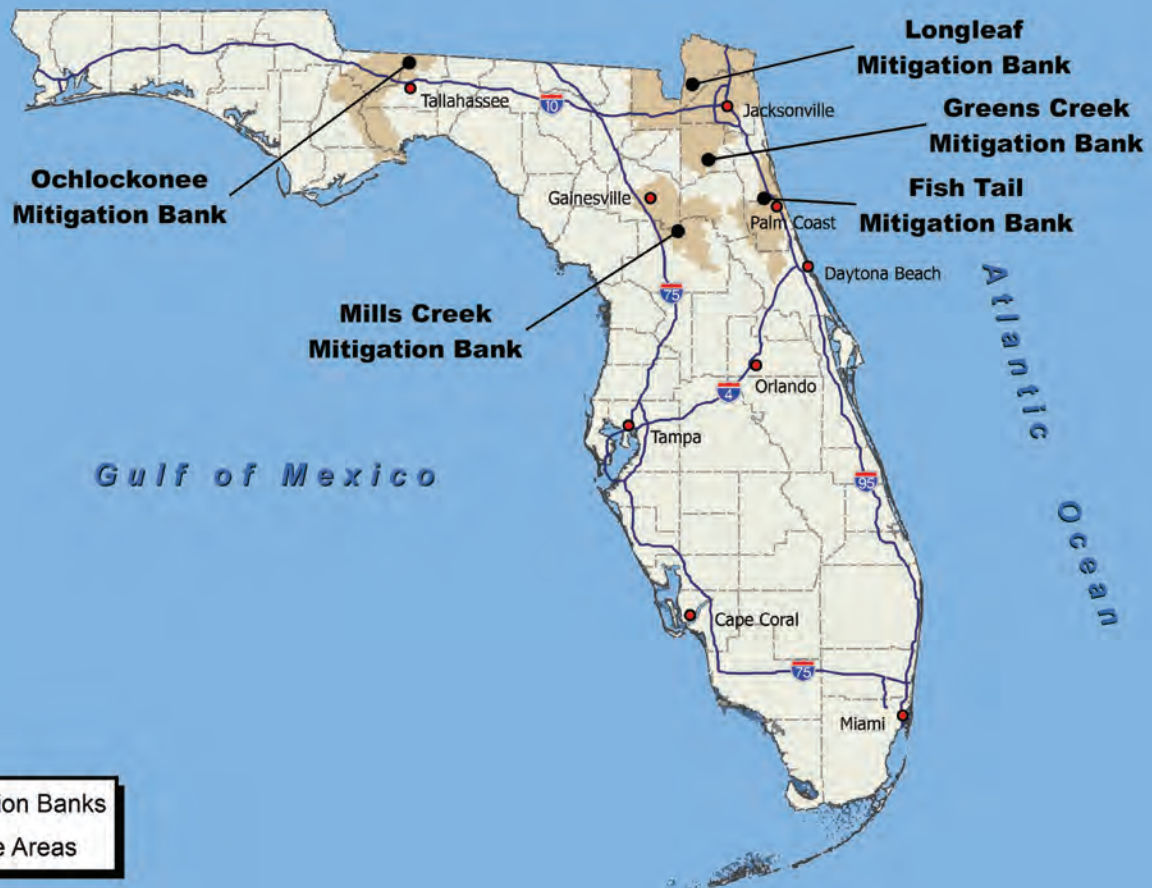 Longleaf
Mitigation Bank
Greens Creek
Mitigation Bank
Fish Tail
Mitigation Bank
Ochlockonee
Mitigation Bank
Mills Creek
Mitigation Bank
Tallahassee
10
Jacksonville
Gainesville
Palm Coast
Daytona Beach
75
Orlando
4
Tampa
95
Cape Coral
75
Miami
Gulf of Mexico
Atlantic
Ocean
ion Banks
e Areas